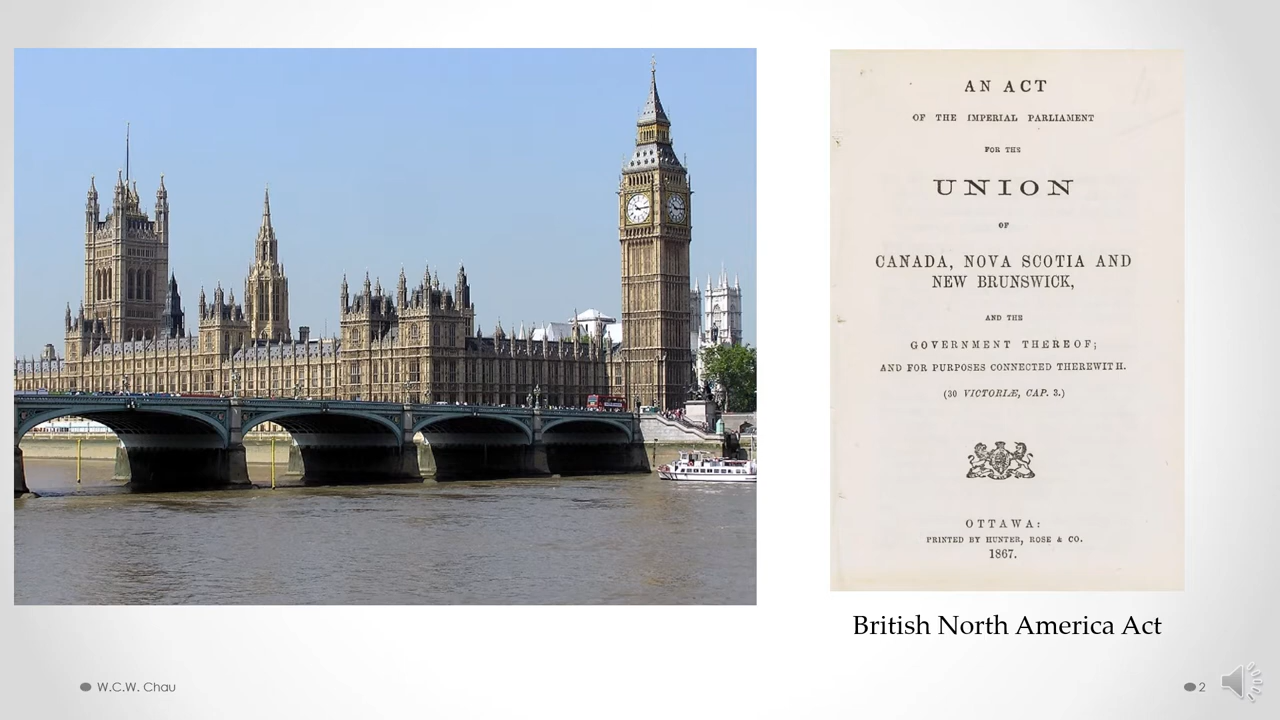 AN ACT
OF THE IMPERIAL PARLIAMENT
FOR THE
UNION
OF
CANADA, NOVA SCOTIA AND
NEW BRUNSWICK,
AND THE
GOVERNMENT THEREOF;
AND FOR PURPOSES CONNECTED THEREWITH.
(30 VICTORIÆ, CAP. 3.)
OTTAWA:
PRINTED BY HUNTER, ROSE & CO.
1867.
British North America Act
W.C.W. Chau
2